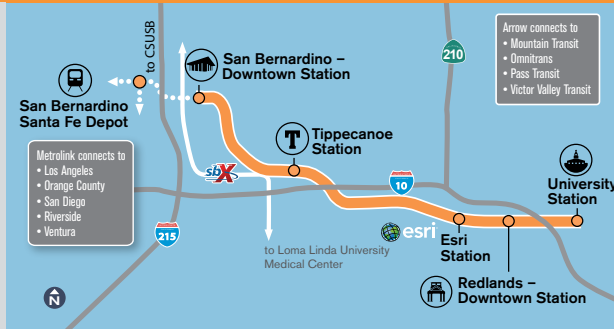 to CSUSB
San Bernardino –
Downtown Station
210
Arrow connects to
• Mountain Transit
• Omnitrans
• Pass Transit
• Victor Valley Transit
San Bernardino
Santa Fe Depot
T
Tippecanoe
Station
Metrolink connects to
• Los Angeles
• Orange County
• San Diego
• Riverside
• Ventura
sbX
10
University
Station
215
esri
Esri
Station
to Loma Linda University
Medical Center
Redlands –
Downtown Station
N